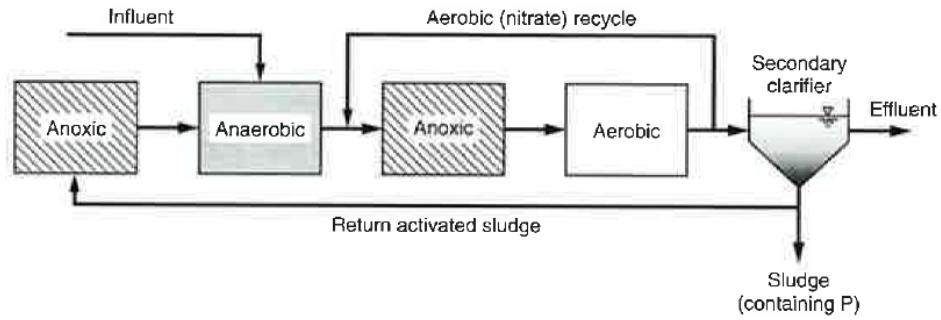 Influent
Aerobic (nitrate) recycle
Secondary
clarifier
Effluent
Anoxic
Anaerobic
Anoxic
Aerobic
Return activated sludge
Sludge
(containing P)